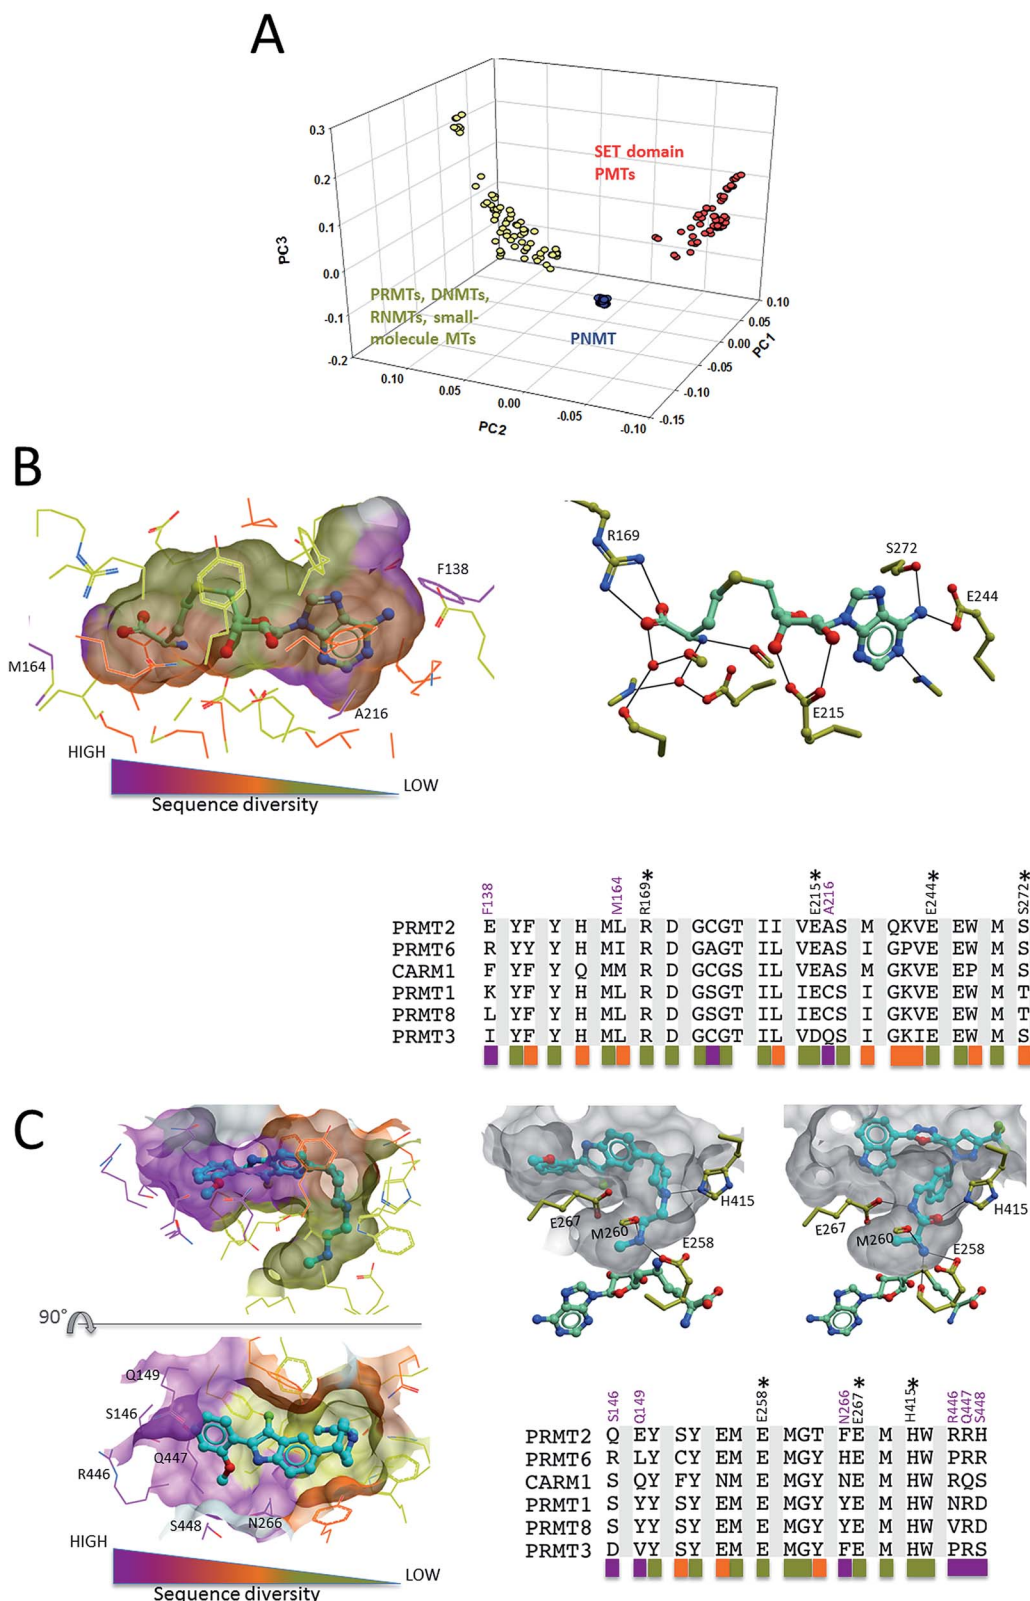 A
0.3
0.2
0.1
0.0
-0.1
-0.2
PC3
SET domain
PMTs
PRMTs, DNMTs,
RNMTs, small-
molecule MTs
PNMT
0.10
0.05
0.00
-0.05
-0.10
-0.15
PC1
0.10
0.05
0.00
-0.05
-0.10
PC2
B
F138
M164
A216
HIGH
LOW
Sequence diversity
R169
S272
E244
E215
F138 M164 R169* E215* A216 E244* S272*
PRMT2 E YF Y H ML R D GCGT IL VEAS M QKVE EW M S
PRMT6 R YY Y H MI R D GAGT IL VEAS I GPVE EW M S
CARM1 F YF Y Q MM R D GCGS IL VEAS M GKVE EP M S
PRMT1 K YF Y H ML R D GSGT IL IECS I GKVE EW M T
PRMT8 L YF Y H ML R D GSGT IL IECS I GKVE EW M T
PRMT3 I YF Y H ML R D GCGT IL VDQS I GKIE EW M S
C
E267
M260
E258
H415
E267
M260
E258
H415
90°
Q149
S146
Q447
R446
S448
N266
HIGH
LOW
Sequence diversity
S146 Q149 E258* N266 E267* H415* R446 Q447 S448
PRMT2 Q EY SY EM E MGT FE M HW RRH
PRMT6 R LY CY EM E MGY HE M HW PRR
CARM1 S QY FY NM E MGY NE M HW RQS
PRMT1 S YY SY EM E MGY YE M HW NRD
PRMT8 S YY SY EM E MGY YE M HW VRD
PRMT3 D VY SY EM E MGY FE M HW PRS